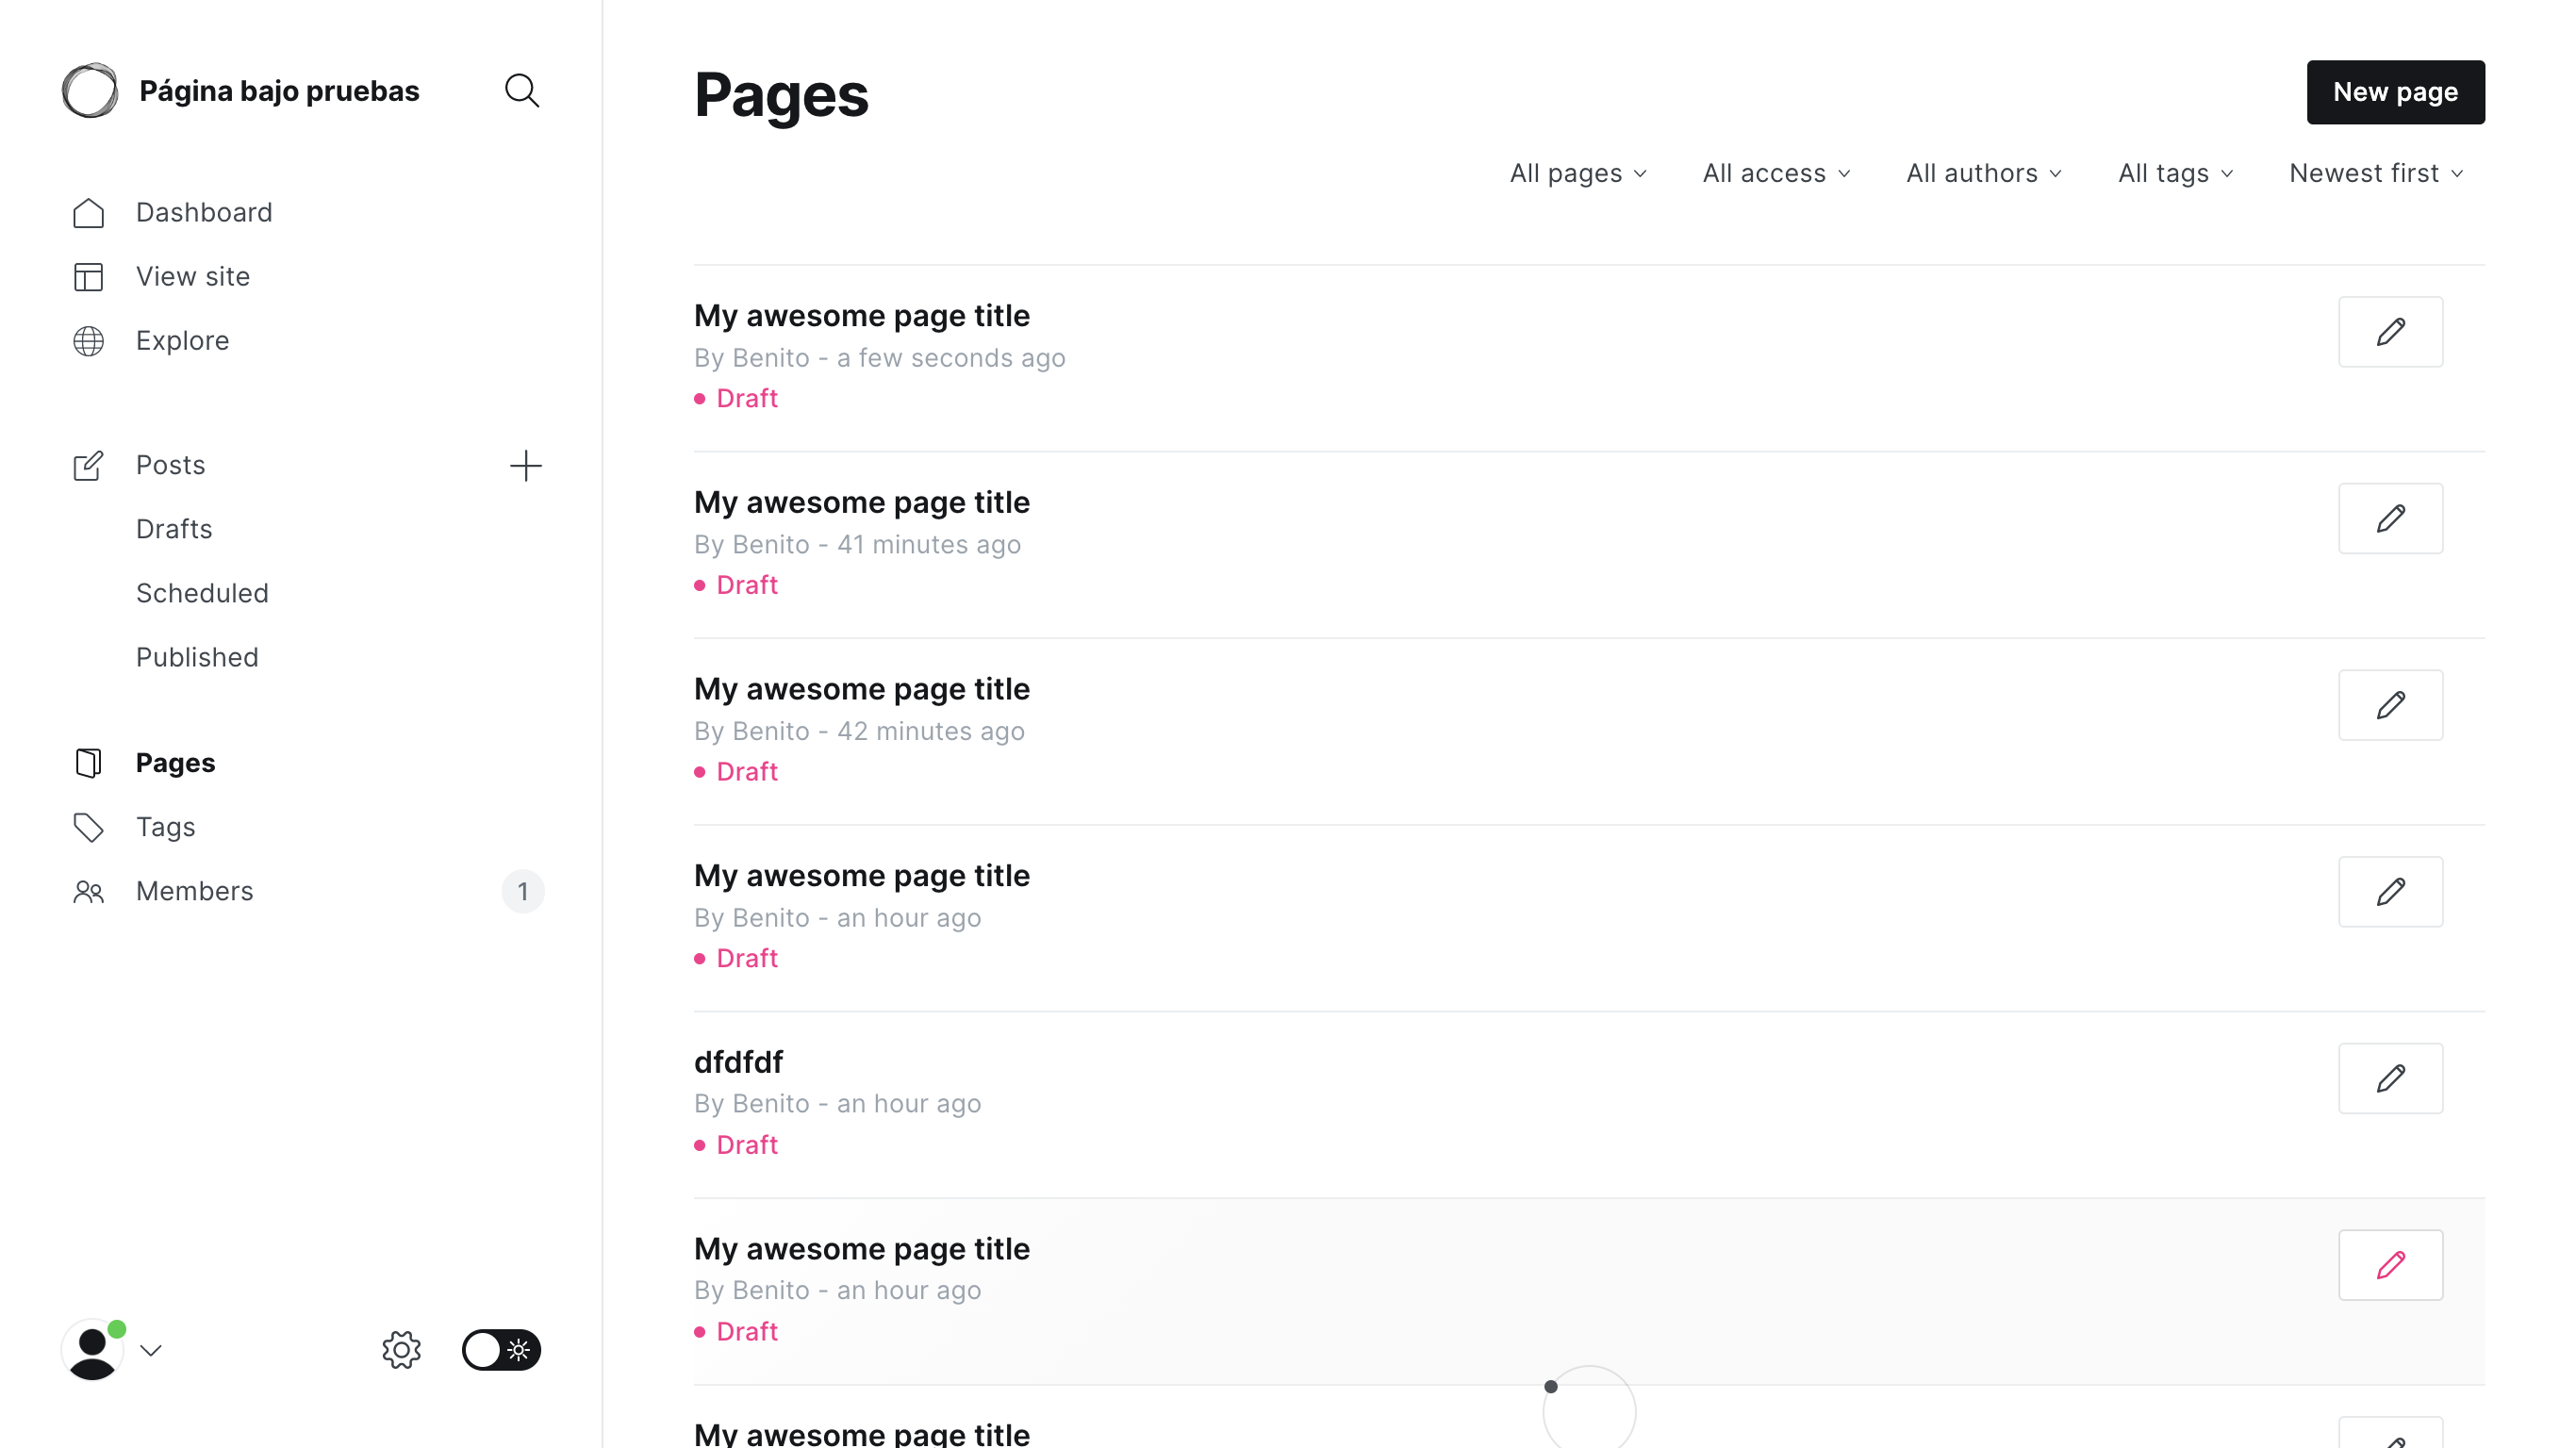 Página bajo pruebas
Dashboard
View site
Explore
Posts
Drafts
Scheduled
Published
Pages
Tags
Members
1
Pages
New page
All pages
All access
All authors
All tags
Newest first
My awesome page title
By Benito - a few seconds ago
Draft
My awesome page title
By Benito - 41 minutes ago
Draft
My awesome page title
By Benito - 42 minutes ago
Draft
My awesome page title
By Benito - an hour ago
Draft
dfdfdf
By Benito - an hour ago
Draft
My awesome page title
By Benito - an hour ago
Draft
My awesome page title